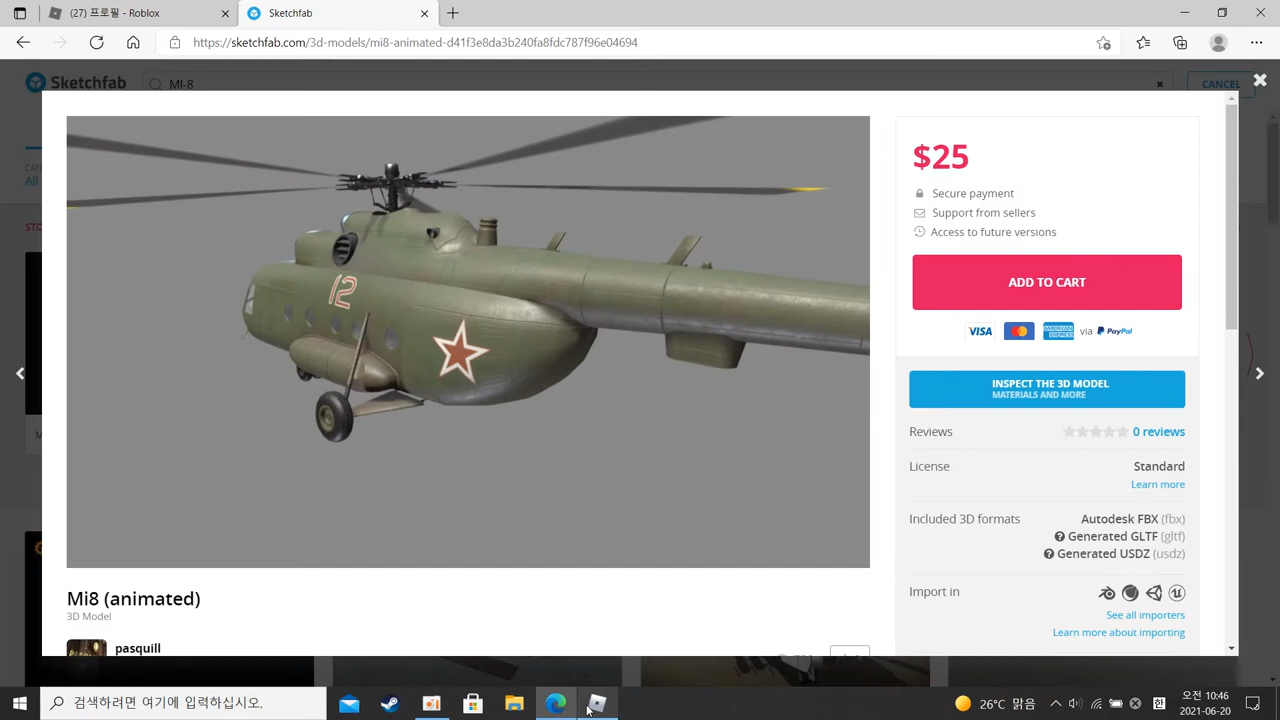 (27) 프로필 - Roblox
Sketchfab
https://sketchfab.com/3d-models/mi8-animated-d41f3e8da3b240fa8fdc787f96e04694
Sketchfab
MI-8
CANCEL
All
$25
Secure payment
Support from sellers
Access to future versions
ADD TO CART
VISA
AMERICAN EXPRESS
via PayPal
12
INSPECT THE 3D MODEL
MATERIALS AND MORE
Reviews
0 reviews
License
Standard
Learn more
Included 3D formats
Autodesk FBX (fbx)
Generated GLTF (gltf)
Generated USDZ (usdz)
Import in
See all importers
Learn more about importing
Mi8 (animated)
3D Model
pasquill
검색하려면 여기에 입력하십시오.
26°C 맑음
오전 10:46
2021-06-20